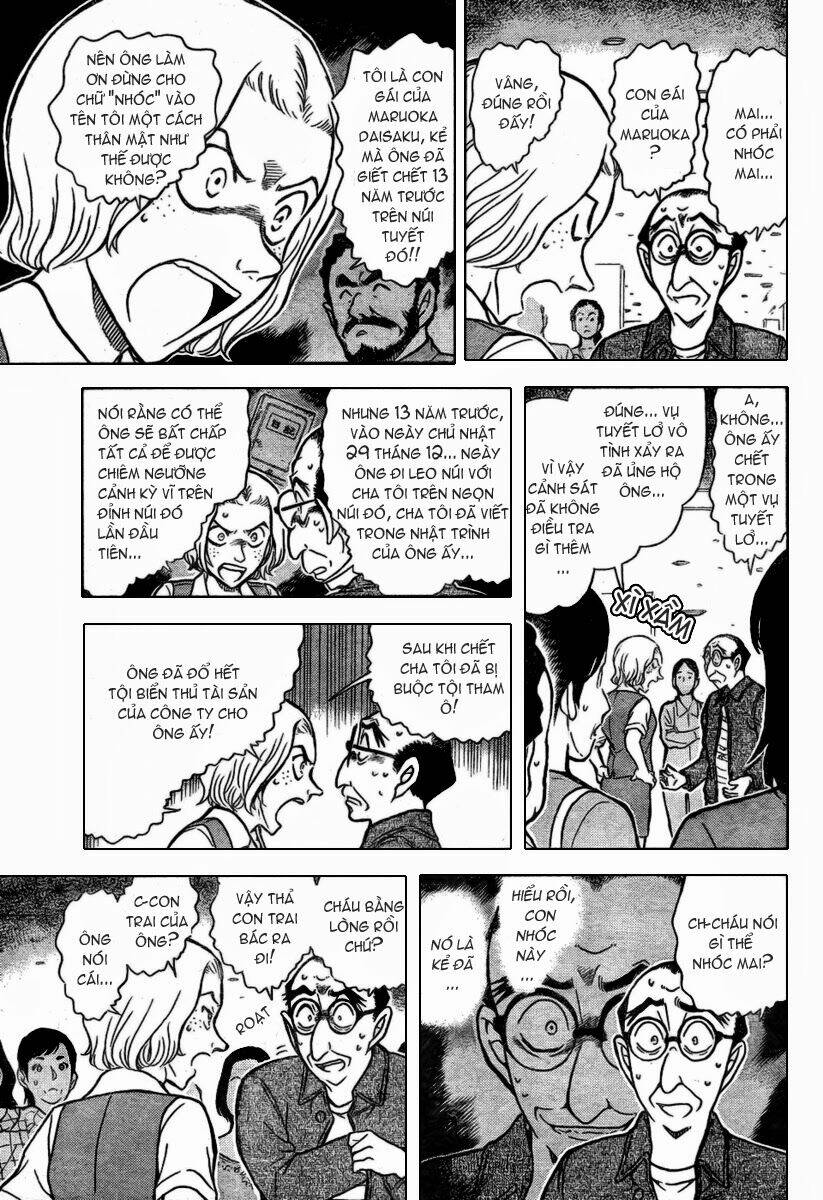 MAI...
CÓ PHẢI
NHÓC
MAI...
CON GÁI
CỦA
MARUOKA
?
VÂNG,
ĐÚNG RỒI
ĐẤY!
TÔI LÀ CON
GÁI CỦA
MARUOKA
DAISAKU, KẺ
MÀ ÔNG ĐÃ
GIẾT CHẾT 13
NĂM TRƯỚC
TRÊN NÚI
TUYẾT
ĐÓ!!
NÊN ÔNG LÀM
ƠN ĐỪNG CHO
CHỮ "NHÓC" VÀO
TÊN TÔI MỘT CÁCH
THÂN MẬT NHƯ
THẾ ĐƯỢC
KHÔNG?
A,
KHÔNG...
ÔNG ẤY
CHẾT TRONG
MỘT VỤ
TUYẾT
LỞ...
ĐÚNG... VỤ
TUYẾT LỞ VÔ
TÌNH XẢY RA
ĐÃ ỦNG HỘ
ÔNG...
VÌ VẬY
CẢNH SÁT
ĐÃ KHÔNG
ĐIỀU TRA
GÌ THÊM
...
XÌ XẦM
NHƯNG 13 NĂM TRƯỚC,
VÀO NGÀY CHỦ NHẬT
29 THÁNG 12... NGÀY
ÔNG ĐI LEO NÚI VỚI
CHA TÔI TRÊN NGỌN
NÚI ĐÓ, CHA TÔI ĐÃ VIẾT
TRONG NHẬT TRÌNH
CỦA ÔNG ẤY...
NÓI RẰNG CÓ THỂ
ÔNG SẼ BẤT CHẤP
TẤT CẢ ĐỂ ĐƯỢC
CHIÊM NGƯỠNG
CẢNH KỲ VĨ TRÊN
ĐỈNH NÚI ĐÓ
LẦN ĐẦU
TIÊN...
SAU KHI CHẾT
CHA TÔI ĐÃ BỊ
BUỘC TỘI THAM
Ô!
ÔNG ĐÃ ĐỔ HẾT
TỘI BIỂN THỦ TÀI SẢN
CỦA CÔNG TY CHO
ÔNG ẤY!
CH-CHÁU NÓI
GÌ THẾ
NHÓC MAI?
HIỂU RỒI,
CON
NHÓC NÀY
...
NÓ LÀ
KẺ ĐÃ
...
CHÁU BẰNG
LÒNG RỒI
CHỨ?
VẬY THẢ
CON TRAI
BÁC RA
ĐI!
ROẠT
C-CON
TRAI CỦA
ÔNG?
ÔNG
NÓI
CÁI...